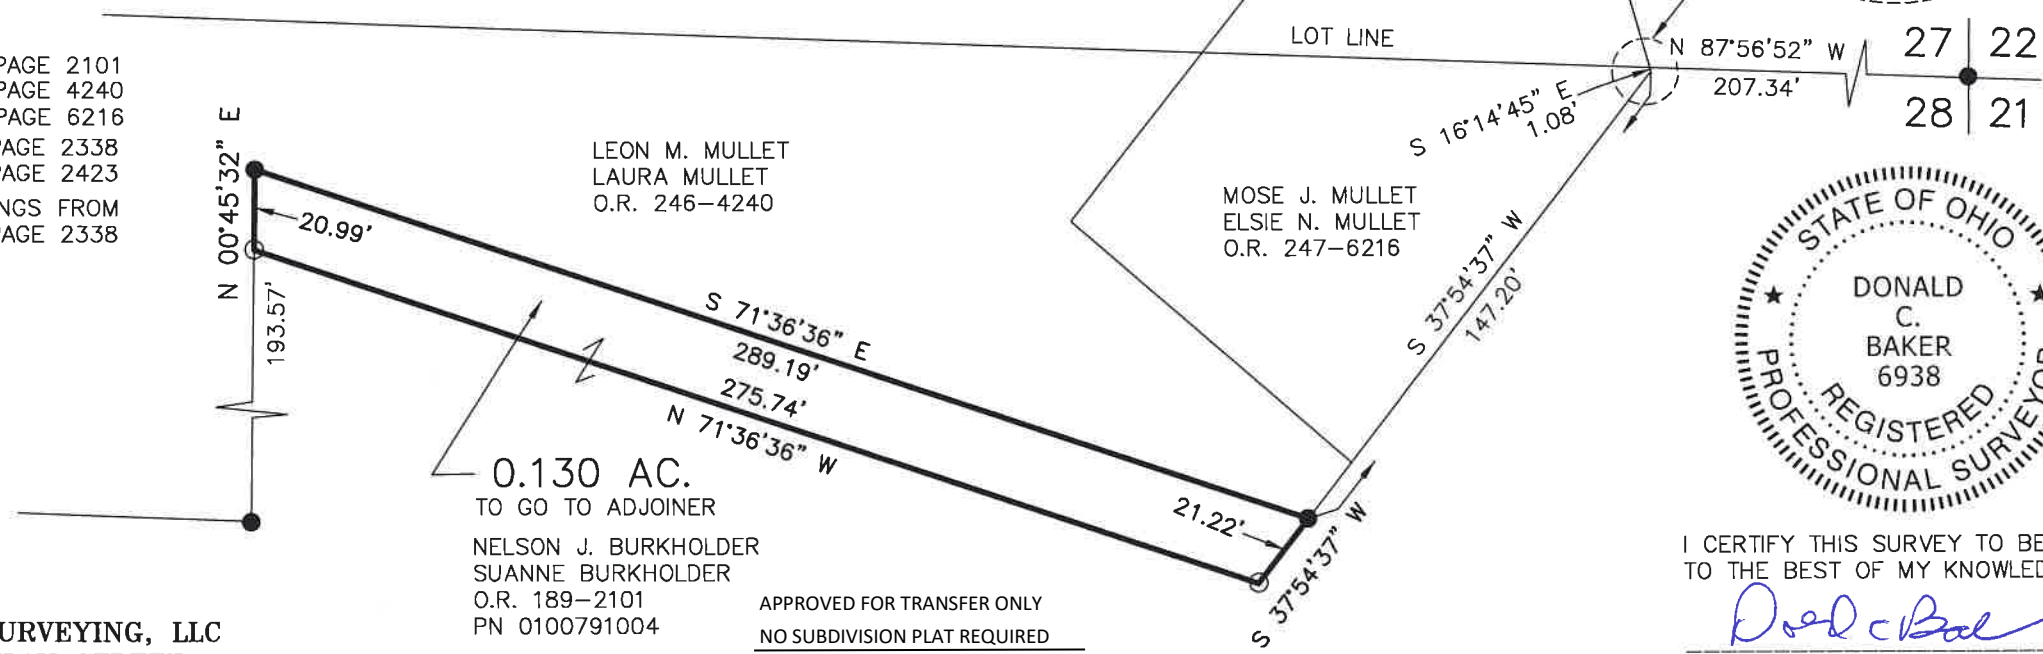 PAGE 2101
PAGE 4240
PAGE 6216
PAGE 2338
PAGE 2423
NGS FROM
PAGE 2338
N 00°45'32" E
20.99'
193.57'
LEON M. MULLET
LAURA MULLET
O.R. 246-4240
LOT LINE
N 87°56'52" W
207.34'
27 22
28 21
S 16°14'45" E
1.08'
MOSE J. MULLET
ELSIE N. MULLET
O.R. 247-6216
S 37°54'37" W
147.20'
S 71°36'36" E
289.19'
275.74'
N 71°36'36" W
21.22'
S 37°54'37" W
0.130 AC.
TO GO TO ADJOINER
NELSON J. BURKHOLDER
SUANNE BURKHOLDER
O.R. 189-2101
PN 0100791004
APPROVED FOR TRANSFER ONLY
NO SUBDIVISION PLAT REQUIRED
STATE OF OHIO
DONALD
C.
BAKER
6938
REGISTERED
PROFESSIONAL SURVEYOR
I CERTIFY THIS SURVEY TO BE
TO THE BEST OF MY KNOWLED
URVEYING, LLC